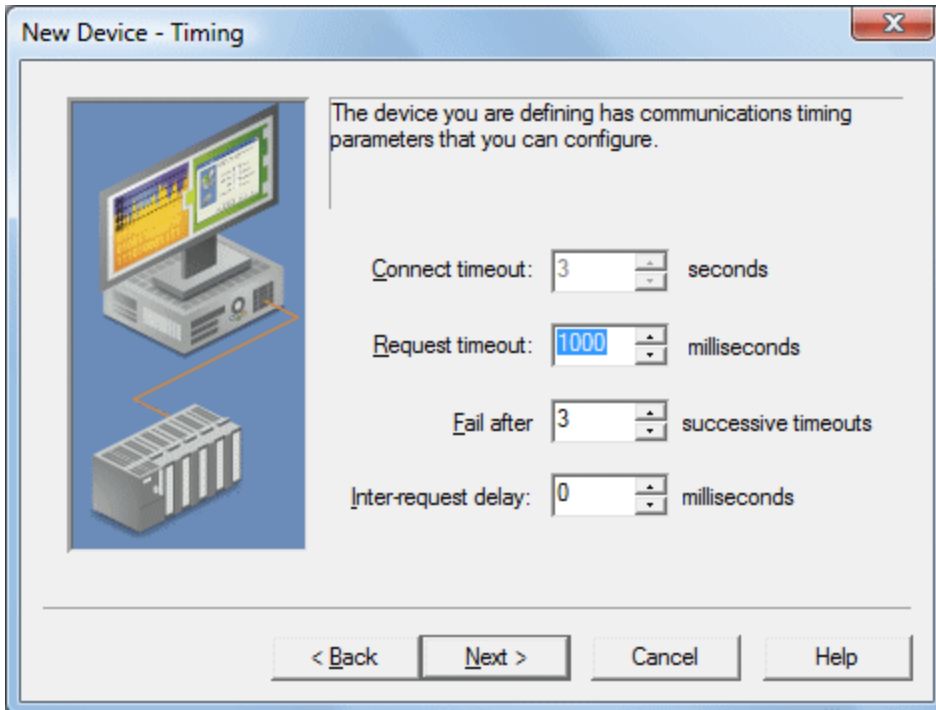 New Device - Timing
The device you are defining has communications timing
parameters that you can configure.
Connect timeout: 3 seconds
Request timeout: 1000 milliseconds
Fail after 3 successive timeouts
Inter-request delay: 0 milliseconds
< Back Next > Cancel Help